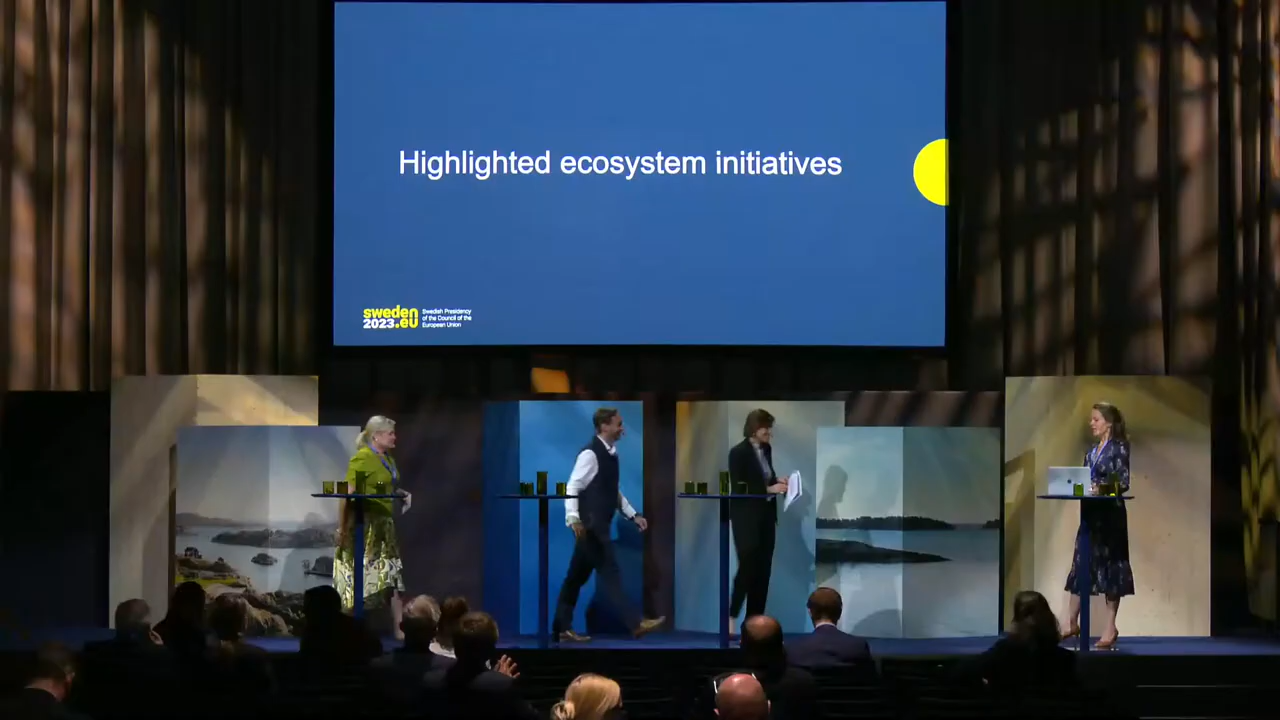 Highlighted ecosystem initiatives
sweden
2023.eu
Swedish Presidency
of the Council of the
European Union